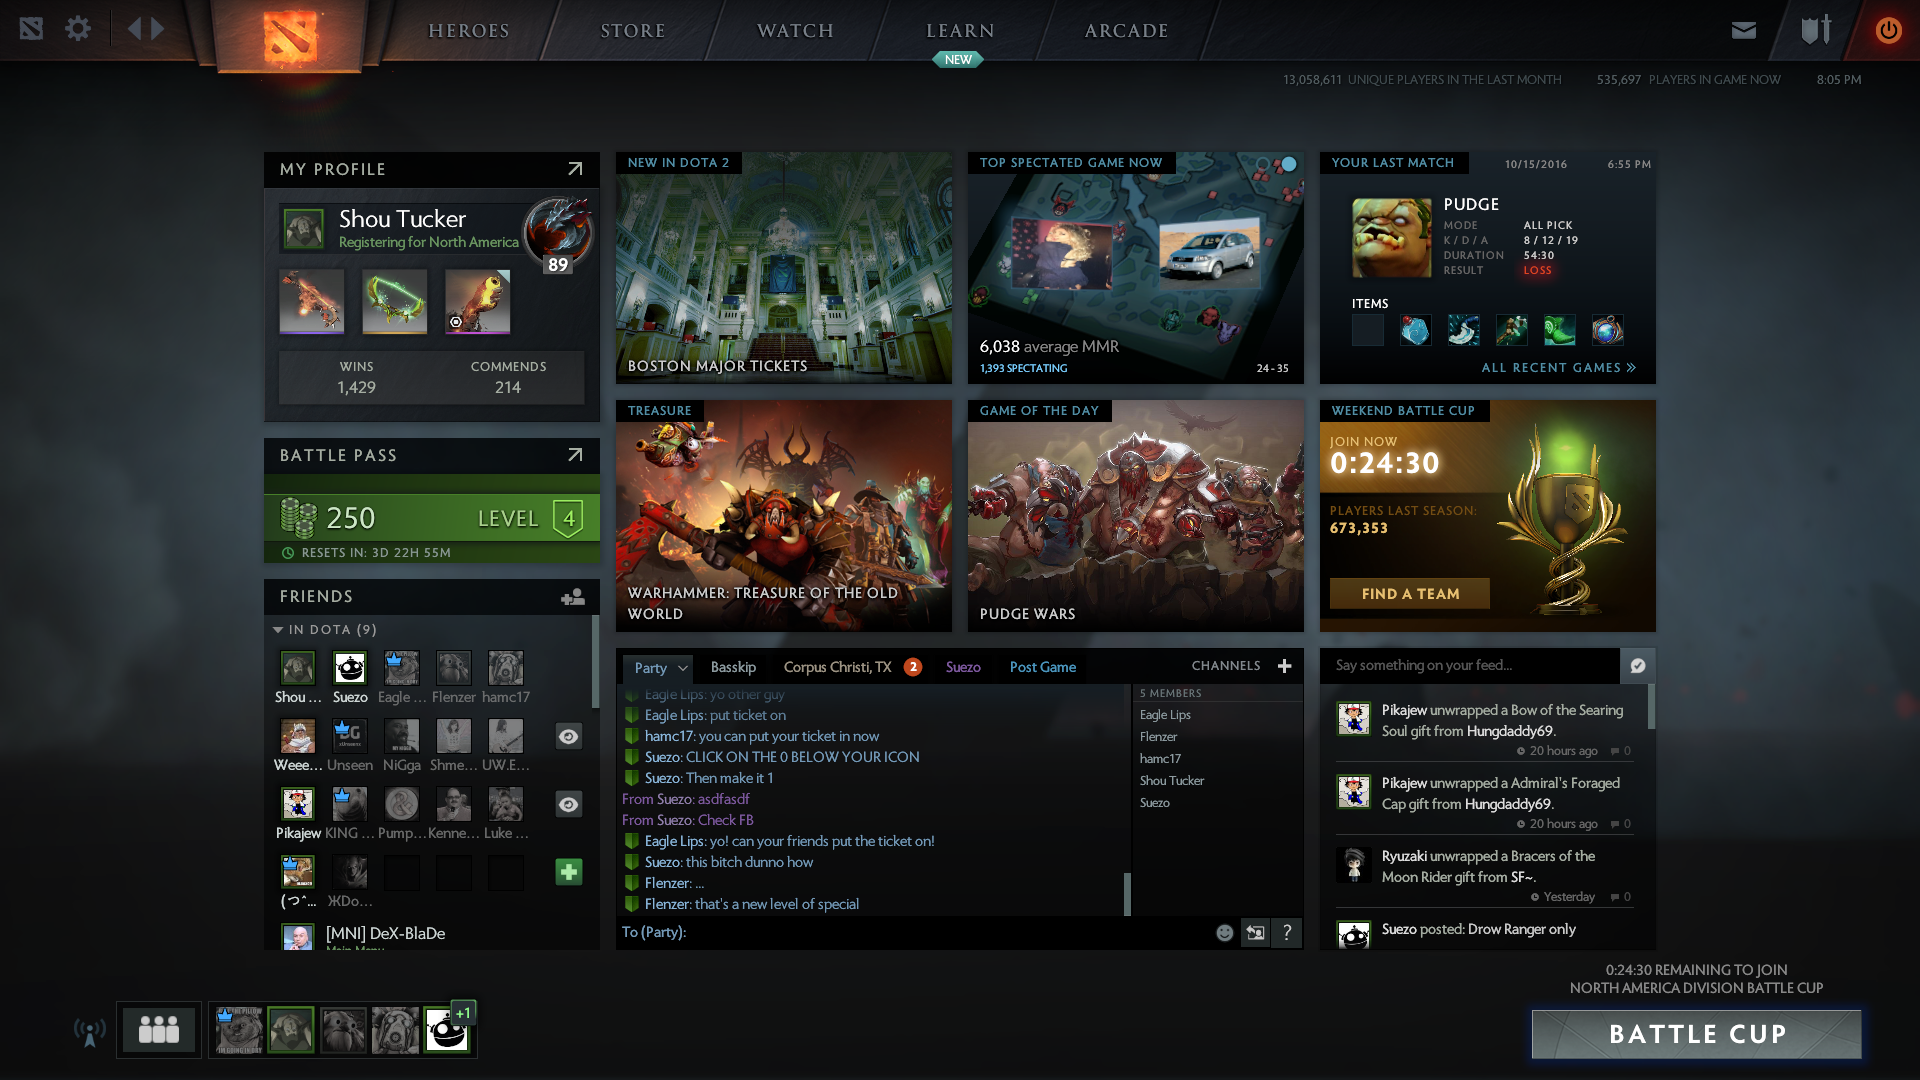 HEROES
STORE
WATCH
LEARN
ARCADE
NEW
13,058,611 UNIQUE PLAYERS IN THE LAST MONTH
535,697 PLAYERS IN GAME NOW
8:05 PM
MY PROFILE
Shou Tucker
Registering for North America
89
WINS
1,429
COMMENDS
214
BATTLE PASS
250
LEVEL 4
RESETS IN: 3D 22H 55M
FRIENDS
IN DOTA (9)
Shou ...
Suezo
Eagle ...
Flenzer
hamc17
Weee...
Unseen
NiGga
Shme...
UW.E...
Pikajew
KING ...
Pump...
Kenne...
Luke ...
(つ^...
ЖDo...
[MNI] DeX-BlaDe
Main Menu
NEW IN DOTA 2
BOSTON MAJOR TICKETS
TOP SPECTATED GAME NOW
6,038 average MMR
1,393 SPECTATING
24 - 35
YOUR LAST MATCH
10/15/2016
6:55 PM
PUDGE
MODE ALL PICK
K / D / A 8 / 12 / 19
DURATION 54:30
RESULT LOSS
ITEMS
ALL RECENT GAMES
TREASURE
WARHAMMER: TREASURE OF THE OLD
WORLD
GAME OF THE DAY
PUDGE WARS
WEEKEND BATTLE CUP
JOIN NOW
0:24:30
PLAYERS LAST SEASON:
673,353
FIND A TEAM
Party
Basskip
Corpus Christi, TX 2
Suezo
Post Game
CHANNELS +
Eagle Lips: yo other guy
Eagle Lips: put ticket on
hamc17: you can put your ticket in now
Suezo: CLICK ON THE 0 BELOW YOUR ICON
Suezo: Then make it 1
From Suezo: asdfasdf
From Suezo: Check FB
Eagle Lips: yo! can your friends put the ticket on!
Suezo: this bitch dunno how
Flenzer: ...
Flenzer: that's a new level of special
To (Party):
?
5 MEMBERS
Eagle Lips
Flenzer
hamc17
Shou Tucker
Suezo
Say something on your feed...
Pikajew unwrapped a Bow of the Searing
Soul gift from Hungdaddy69.
20 hours ago 0
Pikajew unwrapped a Admiral's Foraged
Cap gift from Hungdaddy69.
20 hours ago 0
Ryuzaki unwrapped a Bracers of the
Moon Rider gift from SF~.
Yesterday 0
Suezo posted: Drow Ranger only
+1
0:24:30 REMAINING TO JOIN
NORTH AMERICA DIVISION BATTLE CUP
BATTLE CUP